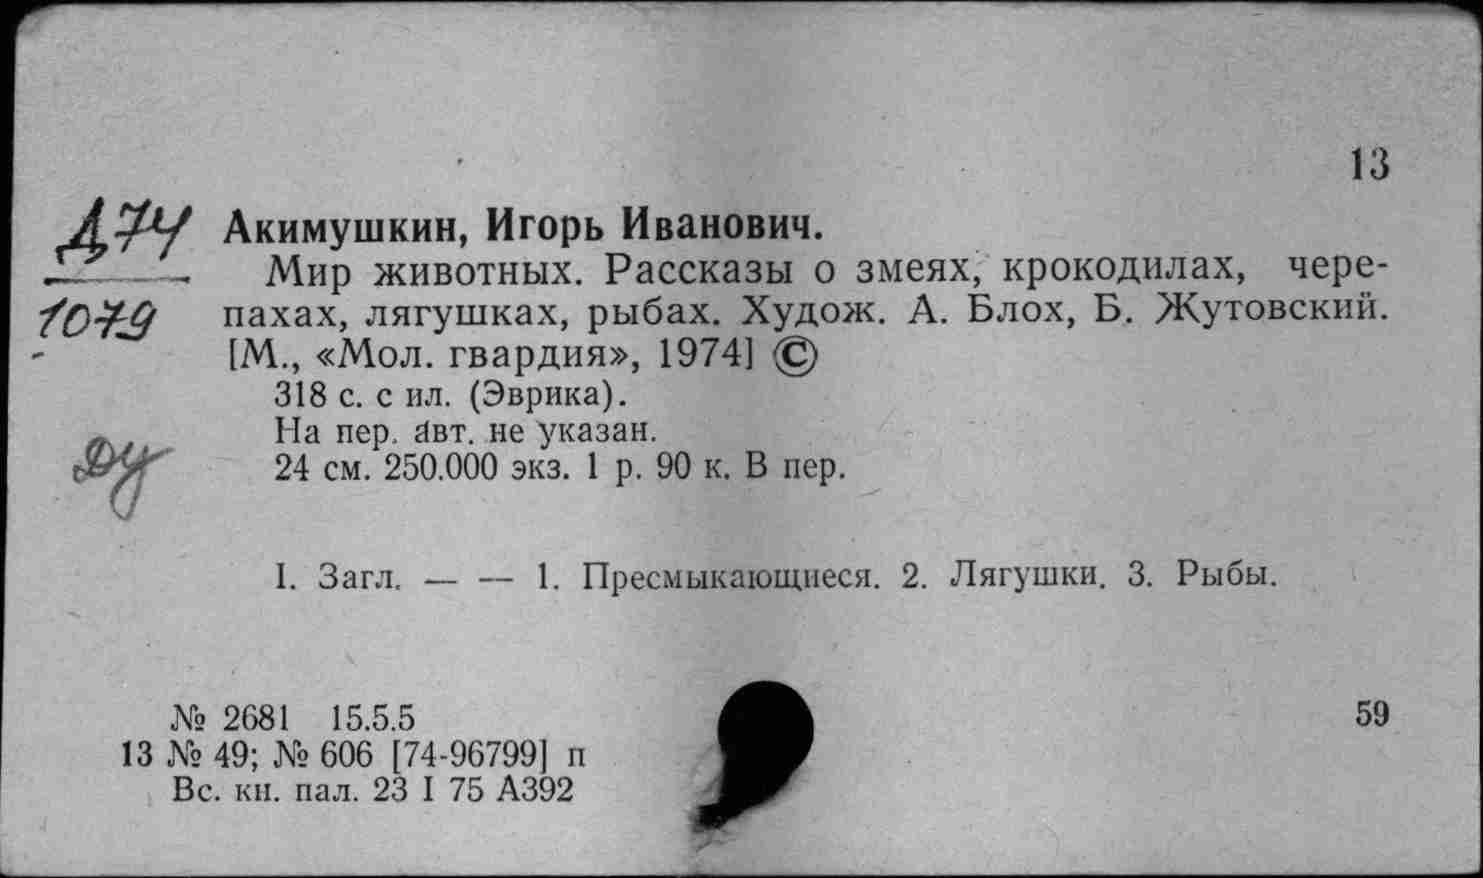 13
Д74 Акимушкин, Игорь Иванович.
Мир животных. Рассказы о змеях, крокодилах, чере-
1079 пахах, лягушках, рыбах. Худож. А. Блох, Б. Жутовский.
[М., «Мол. гвардия», 1974] ©
318 с. с ил. (Эврика).
На пер. авт. не указан.
24 см. 250.000 экз. 1 р. 90 к. В пер.
I. Загл. — — 1. Пресмыкающиеся. 2. Лягушки. 3. Рыбы.
№ 2681 15.5.5 59
13 № 49; № 606 [74-96799] п
Вс. кн. пал. 23 I 75 А392